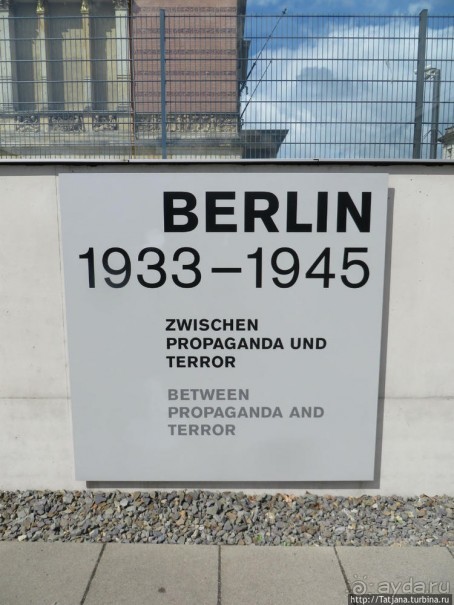 BERLIN
1933–1945
ZWISCHEN
PROPAGANDA UND
TERROR
BETWEEN
PROPAGANDA AND
TERROR
ayda.ru
http://Tatjana.turbina.ru/